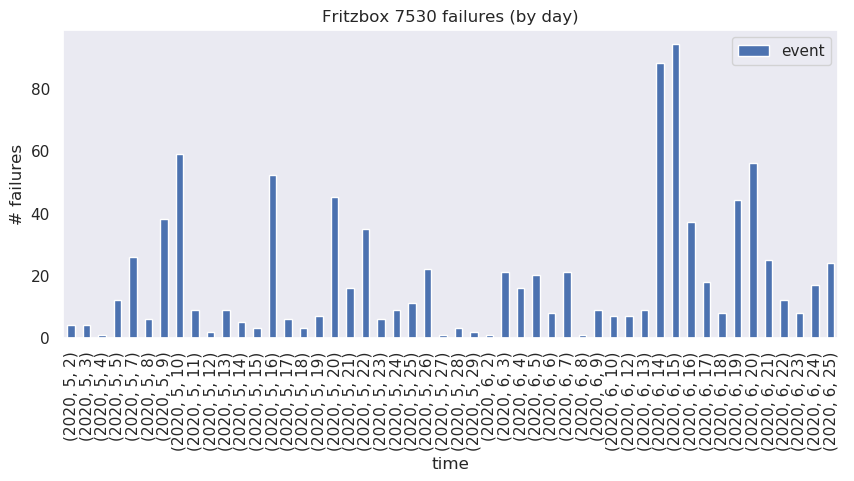 Fritzbox 7530 failures (by day)
event
# failures
80
60
40
20
0
(2020, 5, 2)
(2020, 5, 3)
(2020, 5, 4)
(2020, 5, 5)
(2020, 5, 7)
(2020, 5, 8)
(2020, 5, 9)
(2020, 5, 10)
(2020, 5, 11)
(2020, 5, 12)
(2020, 5, 13)
(2020, 5, 14)
(2020, 5, 15)
(2020, 5, 16)
(2020, 5, 17)
(2020, 5, 18)
(2020, 5, 19)
(2020, 5, 20)
(2020, 5, 21)
(2020, 5, 22)
(2020, 5, 23)
(2020, 5, 24)
(2020, 5, 25)
(2020, 5, 26)
(2020, 5, 27)
(2020, 5, 28)
(2020, 5, 29)
(2020, 6, 2)
(2020, 6, 3)
(2020, 6, 4)
(2020, 6, 5)
(2020, 6, 6)
(2020, 6, 7)
(2020, 6, 8)
(2020, 6, 9)
(2020, 6, 10)
(2020, 6, 12)
(2020, 6, 13)
(2020, 6, 14)
(2020, 6, 15)
(2020, 6, 16)
(2020, 6, 17)
(2020, 6, 18)
(2020, 6, 19)
(2020, 6, 20)
(2020, 6, 21)
(2020, 6, 22)
(2020, 6, 23)
(2020, 6, 24)
(2020, 6, 25)
time